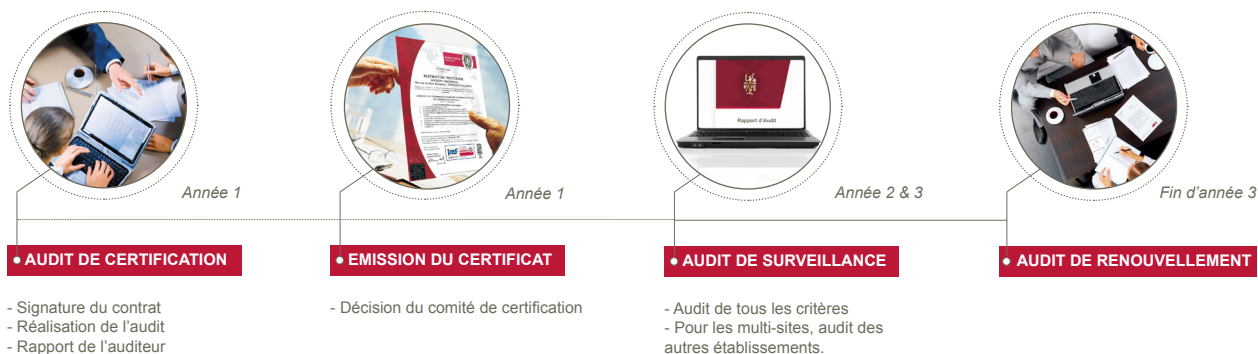 Rapport d'Audit
Année 1
Année 1
Année 2 & 3
Fin d'année 3
AUDIT DE CERTIFICATION
EMISSION DU CERTIFICAT
AUDIT DE SURVEILLANCE
AUDIT DE RENOUVELLEMENT
- Signature du contrat
- Réalisation de l'audit
- Rapport de l'auditeur
- Décision du comité de certification
- Audit de tous les critères
- Pour les multi-sites, audit des
autres établissements.